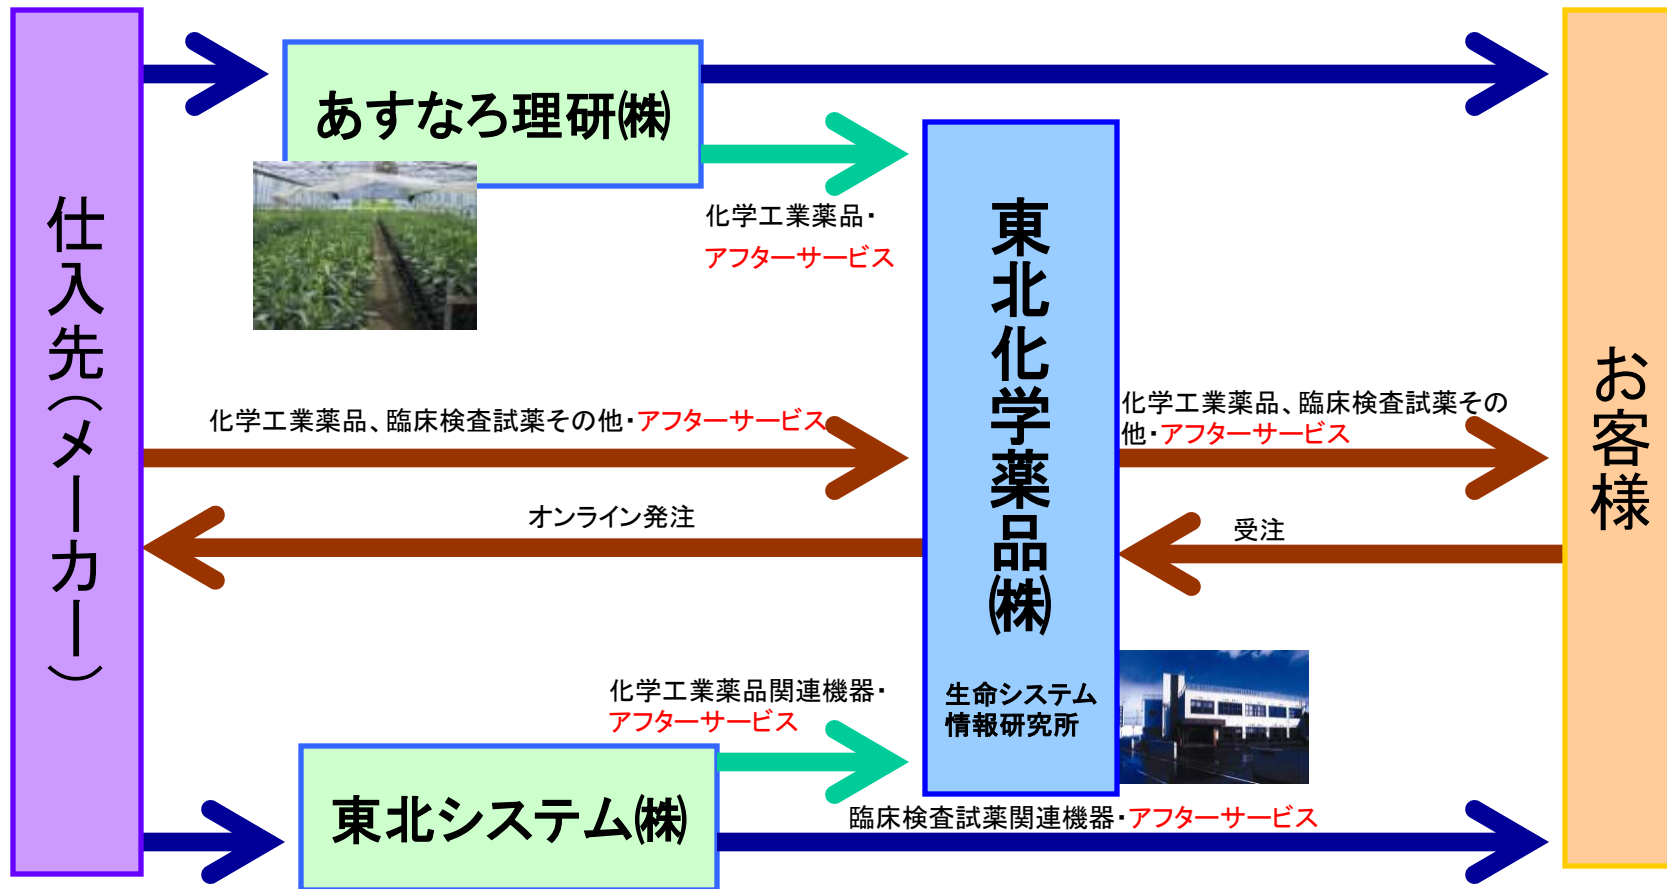 仕入先（メーカー）
あすなろ理研㈱
化学工業薬品・
アフターサービス
化学工業薬品、臨床検査試薬その他・アフターサービス
オンライン発注
東北化学薬品㈱
生命システム
情報研究所
化学工業薬品、臨床検査試薬その
他・アフターサービス
受注
お客様
化学工業薬品関連機器・
アフターサービス
東北システム㈱
臨床検査試薬関連機器・アフターサービス